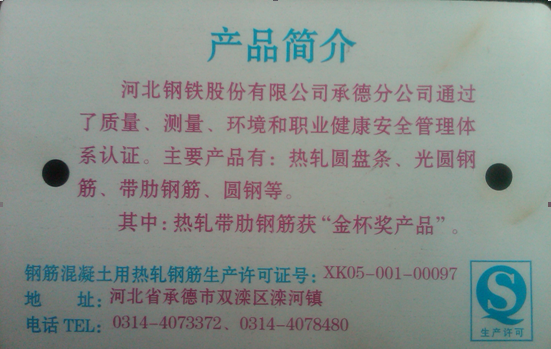 产品简介
河北钢铁股份有限公司承德分公司通过
了质量、测量、环境和职业健康安全管理体
系认证。主要产品有：热轧圆盘条、光圆钢
筋、带肋钢筋、圆钢等。
其中：热轧带肋钢筋获“金杯奖产品”。
钢筋混凝土用热轧钢筋生产许可证号：XK05-001-00097
地 址：河北省承德市双滦区滦河镇
电话 TEL：0314-4073372、0314-4078480
生产许可